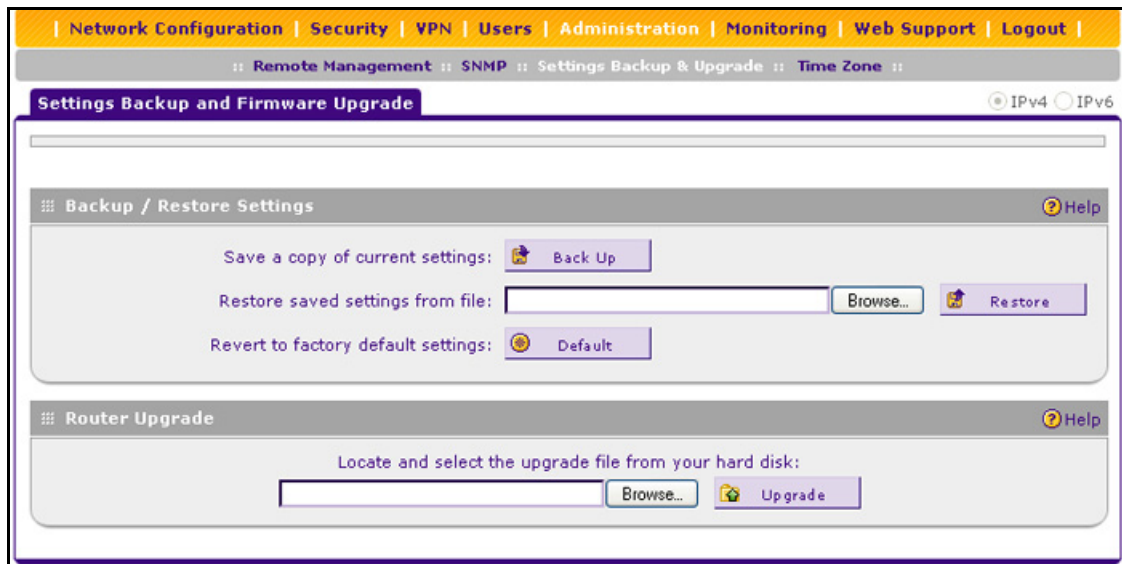 | Network Configuration | Security | VPN | Users | Administration | Monitoring | Web Support | Logout |
:: Remote Management :: SNMP :: Settings Backup & Upgrade :: Time Zone ::
Settings Backup and Firmware Upgrade IPv4 IPv6
Backup / Restore Settings ? Help
Save a copy of current settings: Back Up
Restore saved settings from file: Browse... Restore
Revert to factory default settings: Default
Router Upgrade ? Help
Locate and select the upgrade file from your hard disk:
Browse... Upgrade